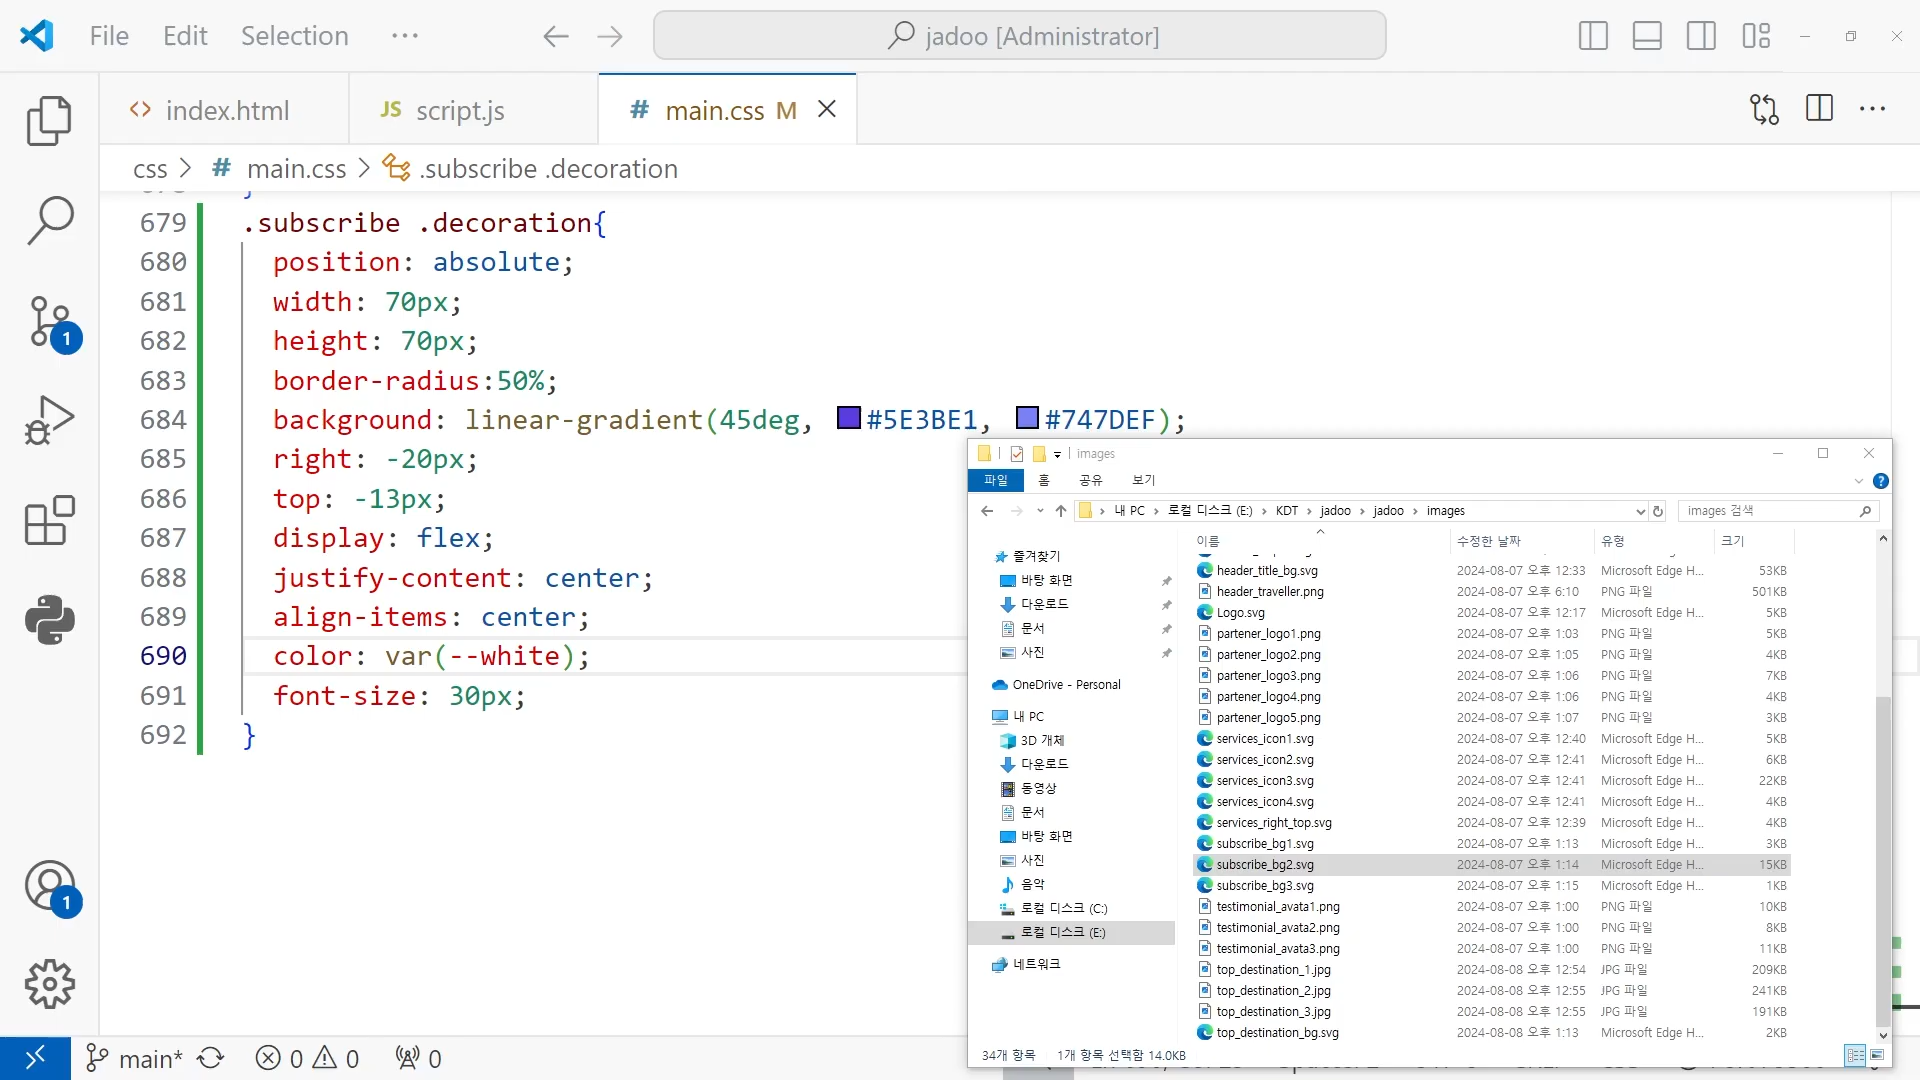 File Edit Selection ··· jadoo [Administrator]
index.html JS script.js # main.css M
css > # main.css > .subscribe .decoration
679 .subscribe .decoration{
680 position: absolute;
681 width: 70px;
682 height: 70px;
683 border-radius:50%;
684 background: linear-gradient(45deg, #5E3BE1, #747DEF);
685 right: -20px;
686 top: -13px;
687 display: flex;
688 justify-content: center;
689 align-items: center;
690 color: var(--white);
691 font-size: 30px;
692 }
1
1
main* 0 0 0
images
파일 홈 공유 보기
내 PC > 로컬 디스크 (E:) > KDT > jadoo > jadoo > images
images 검색
즐겨찾기
바탕 화면
다운로드
문서
사진
OneDrive - Personal
내 PC
3D 개체
다운로드
동영상
문서
바탕 화면
사진
음악
로컬 디스크 (C:)
로컬 디스크 (E:)
네트워크
이름 수정한 날짜 유형 크기
header_title_bg.svg 2024-08-07 오후 12:33 Microsoft Edge H... 53KB
header_traveller.png 2024-08-07 오후 6:10 PNG 파일 501KB
Logo.svg 2024-08-07 오후 12:17 Microsoft Edge H... 5KB
partener_logo1.png 2024-08-07 오후 1:03 PNG 파일 5KB
partener_logo2.png 2024-08-07 오후 1:05 PNG 파일 4KB
partener_logo3.png 2024-08-07 오후 1:06 PNG 파일 7KB
partener_logo4.png 2024-08-07 오후 1:06 PNG 파일 4KB
partener_logo5.png 2024-08-07 오후 1:07 PNG 파일 3KB
services_icon1.svg 2024-08-07 오후 12:40 Microsoft Edge H... 5KB
services_icon2.svg 2024-08-07 오후 12:41 Microsoft Edge H... 6KB
services_icon3.svg 2024-08-07 오후 12:41 Microsoft Edge H... 22KB
services_icon4.svg 2024-08-07 오후 12:41 Microsoft Edge H... 4KB
services_right_top.svg 2024-08-07 오후 12:39 Microsoft Edge H... 4KB
subscribe_bg1.svg 2024-08-07 오후 1:13 Microsoft Edge H... 3KB
subscribe_bg2.svg 2024-08-07 오후 1:14 Microsoft Edge H... 15KB
subscribe_bg3.svg 2024-08-07 오후 1:15 Microsoft Edge H... 1KB
testimonial_avata1.png 2024-08-07 오후 1:00 PNG 파일 10KB
testimonial_avata2.png 2024-08-07 오후 1:00 PNG 파일 8KB
testimonial_avata3.png 2024-08-07 오후 1:00 PNG 파일 11KB
top_destination_1.jpg 2024-08-08 오후 12:54 JPG 파일 209KB
top_destination_2.jpg 2024-08-08 오후 12:55 JPG 파일 241KB
top_destination_3.jpg 2024-08-08 오후 12:55 JPG 파일 191KB
top_destination_bg.svg 2024-08-07 오후 1:13 Microsoft Edge H... 2KB
34개 항목 1개 항목 선택함 14.0KB